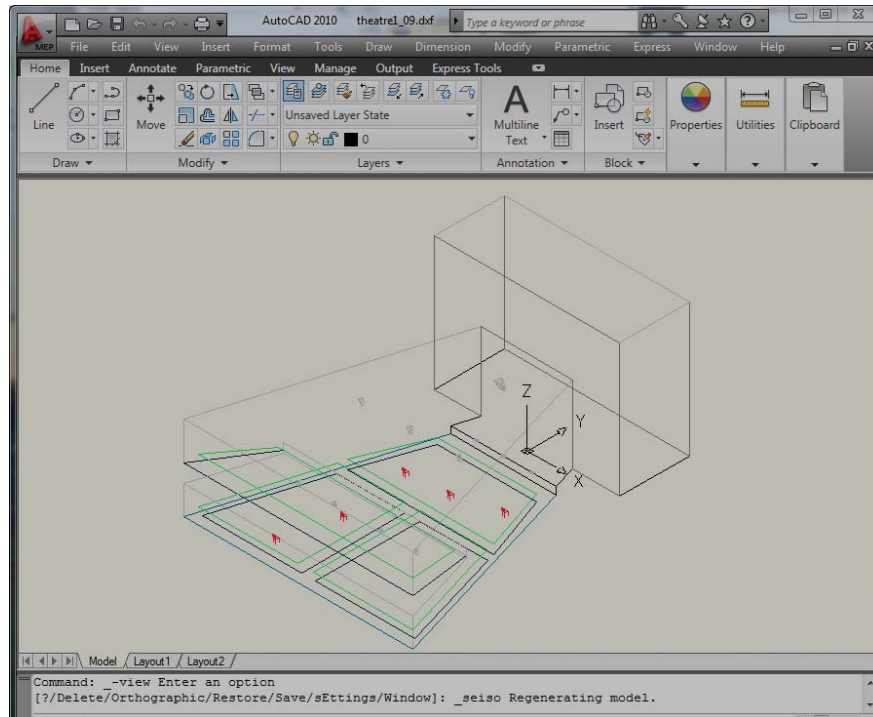 AutoCAD 2010 theatre1_09.dxf Type a keyword or phrase
MEP File Edit View Insert Format Tools Draw Dimension Modify Parametric Express Window Help
Home Insert Annotate Parametric View Manage Output Express Tools
Unsaved Layer State
0
Line Move A Multiline Text Insert Properties Utilities Clipboard
Draw Modify Layers Annotation Block
Z
Y
X
Model Layout1 Layout2
Command: _-view Enter an option
[?/Delete/Orthographic/Restore/Save/sEttings/Window]: _seiso Regenerating model.